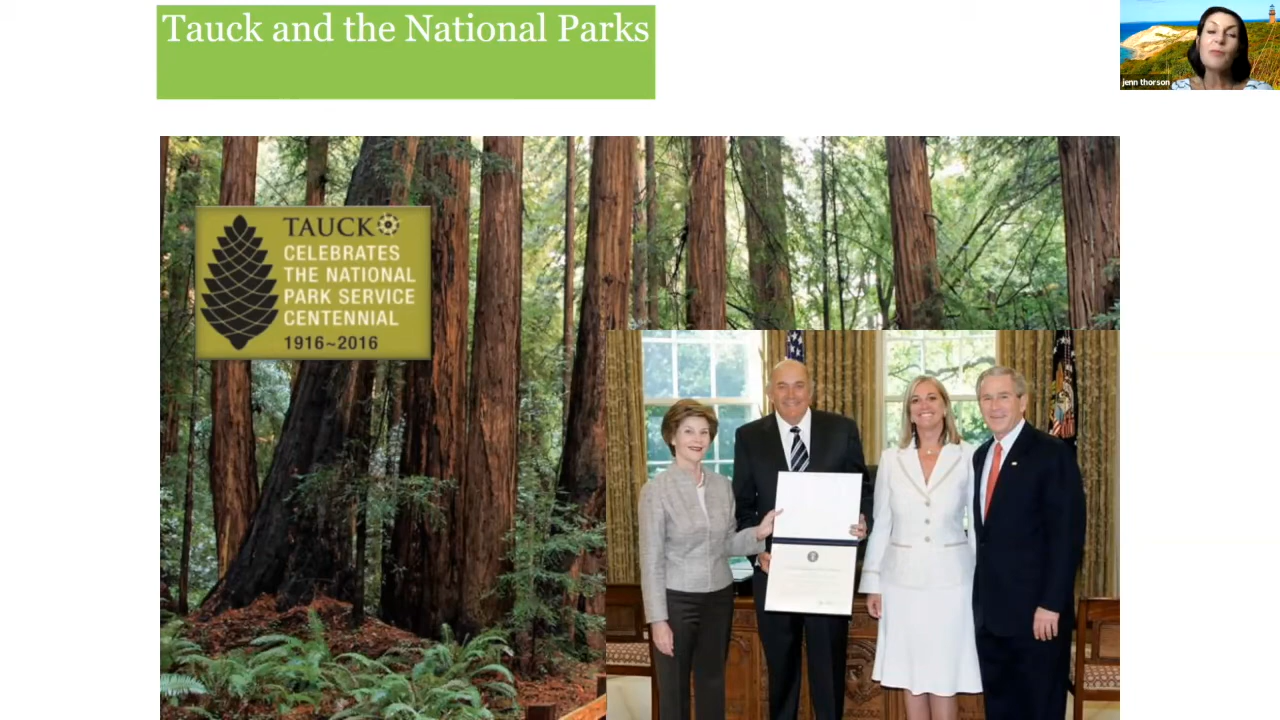 Tauck and the National Parks
jenn thorson
TAUCK
CELEBRATES
THE NATIONAL
PARK SERVICE
CENTENNIAL
1916~2016